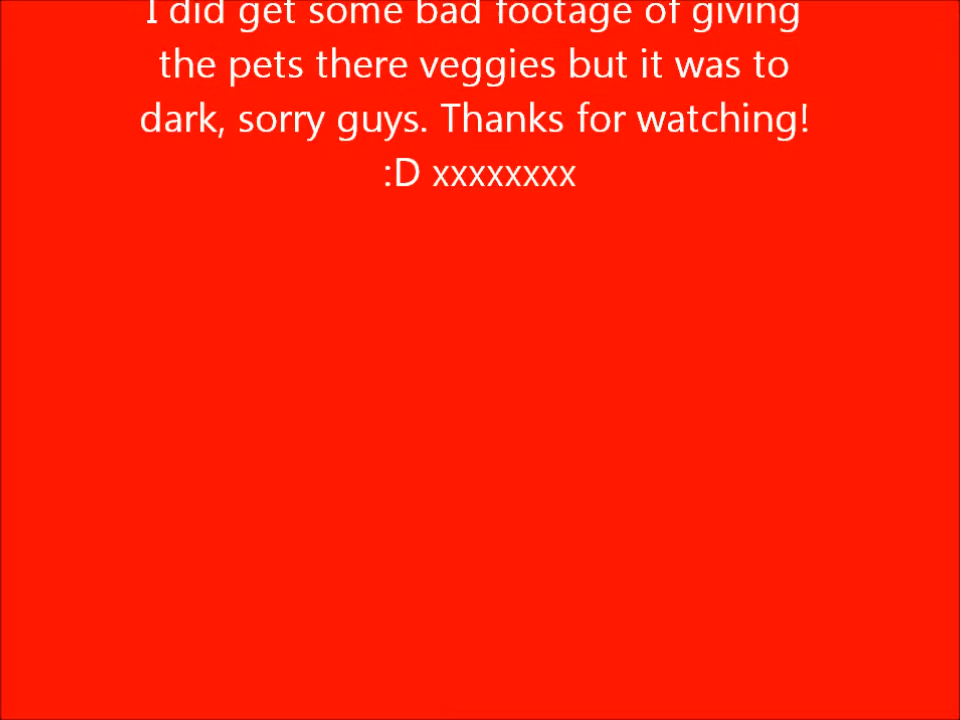 I did get some bad footage of giving
the pets there veggies but it was to
dark, sorry guys. Thanks for watching!
:D xxxxxxxx